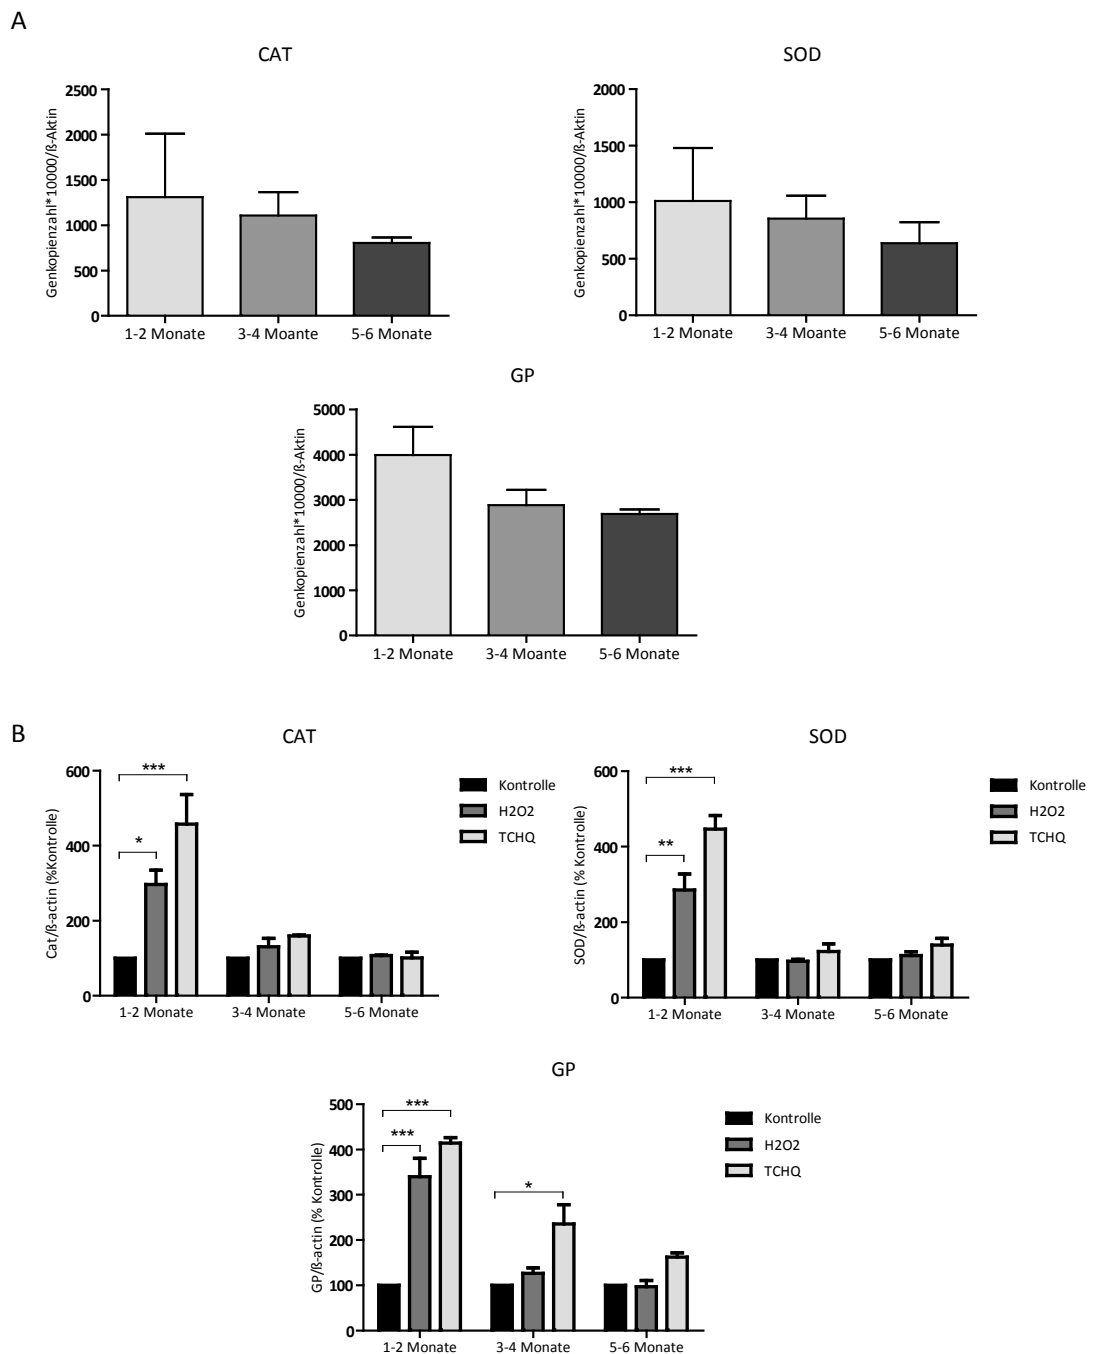 A
CAT
Genkopienzahl*10000/ß-Aktin
2500
2000
1500
1000
500
0
1-2 Monate 3-4 Moante 5-6 Monate
SOD
Genkopienzahl*10000/ß-Aktin
2000
1500
1000
500
0
1-2 Monate 3-4 Moante 5-6 Monate
GP
Genkopienzahl*10000/ß-Aktin
5000
4000
3000
2000
1000
0
1-2 Monate 3-4 Moante 5-6 Monate
B
CAT
Cat/ß-actin (%Kontrolle)
600
400
200
0
***
*
1-2 Monate 3-4 Monate 5-6 Monate
Kontrolle
H2O2
TCHQ
SOD
SOD/ß-actin (% Kontrolle)
600
400
200
0
***
**
1-2 Monate 3-4 Monate 5-6 Monate
Kontrolle
H2O2
TCHQ
GP
GP/ß-actin (% Kontrolle)
500
400
300
200
100
0
***
***
*
1-2 Monate 3-4 Monate 5-6 Monate
Kontrolle
H2O2
TCHQ